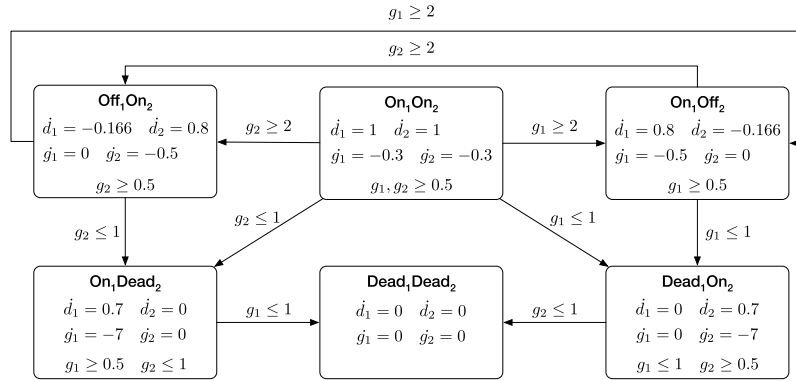 g₁ ≥ 2
g₂ ≥ 2
Off₁On₂
ḋ₁ = −0.166 ḋ₂ = 0.8
ġ₁ = 0 ġ₂ = −0.5
g₂ ≥ 0.5
g₂ ≥ 2
On₁On₂
ḋ₁ = 1 ḋ₂ = 1
ġ₁ = −0.3 ġ₂ = −0.3
g₁, g₂ ≥ 0.5
g₁ ≥ 2
On₁Off₂
ḋ₁ = 0.8 ḋ₂ = −0.166
ġ₁ = −0.5 ġ₂ = 0
g₁ ≥ 0.5
g₂ ≤ 1
g₂ ≤ 1
g₁ ≤ 1
g₁ ≤ 1
On₁Dead₂
ḋ₁ = 0.7 ḋ₂ = 0
ġ₁ = −7 ġ₂ = 0
g₁ ≥ 0.5 g₂ ≤ 1
g₁ ≤ 1
Dead₁Dead₂
ḋ₁ = 0 ḋ₂ = 0
ġ₁ = 0 ġ₂ = 0
g₂ ≤ 1
Dead₁On₂
ḋ₁ = 0 ḋ₂ = 0.7
ġ₁ = 0 ġ₂ = −7
g₁ ≤ 1 g₂ ≥ 0.5